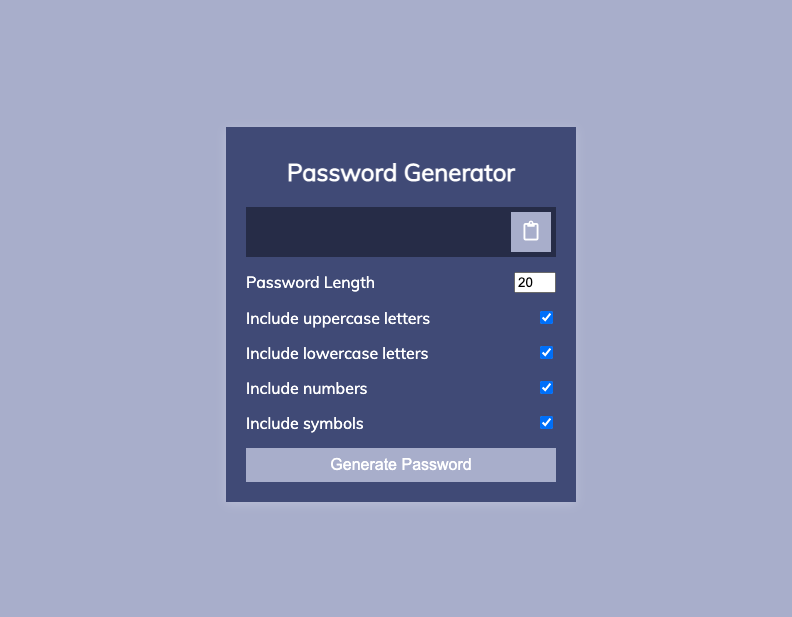 Password Generator
Password Length 20
Include uppercase letters
Include lowercase letters
Include numbers
Include symbols
Generate Password